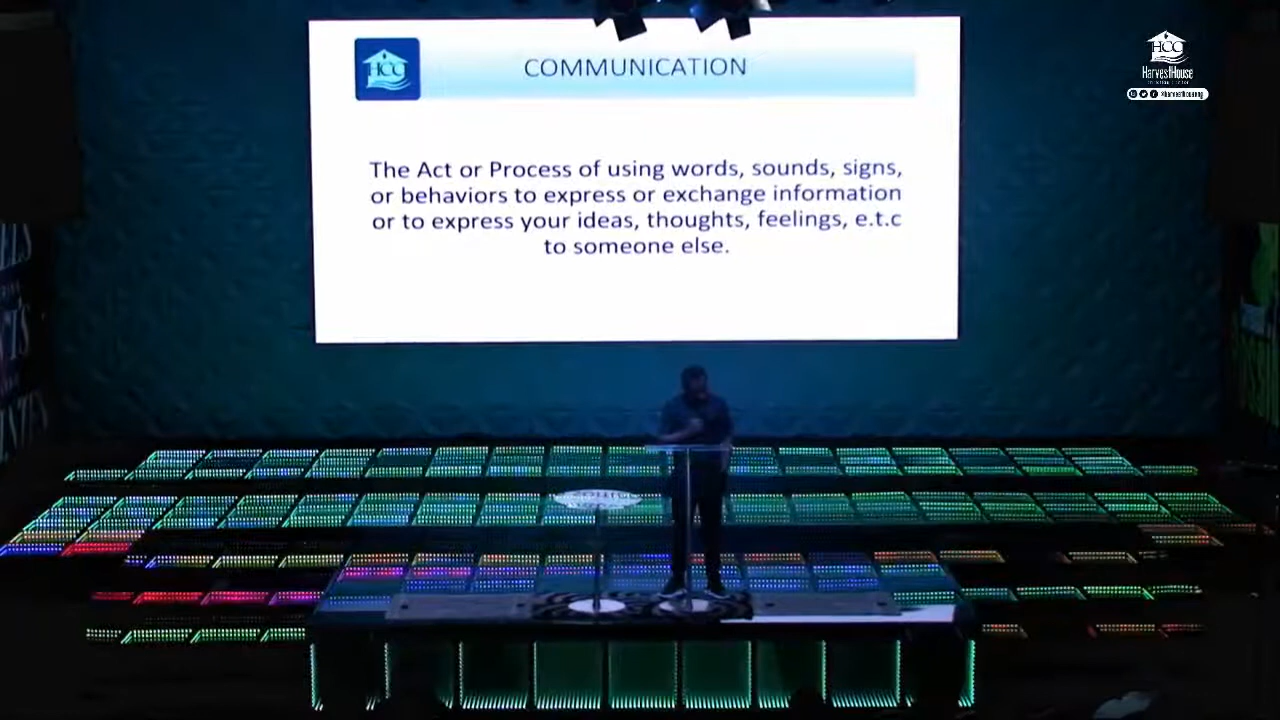 HCC
COMMUNICATION
The Act or Process of using words, sounds, signs,
or behaviors to express or exchange information
or to express your ideas, thoughts, feelings, e.t.c
to someone else.
HCC
HarvestHouse